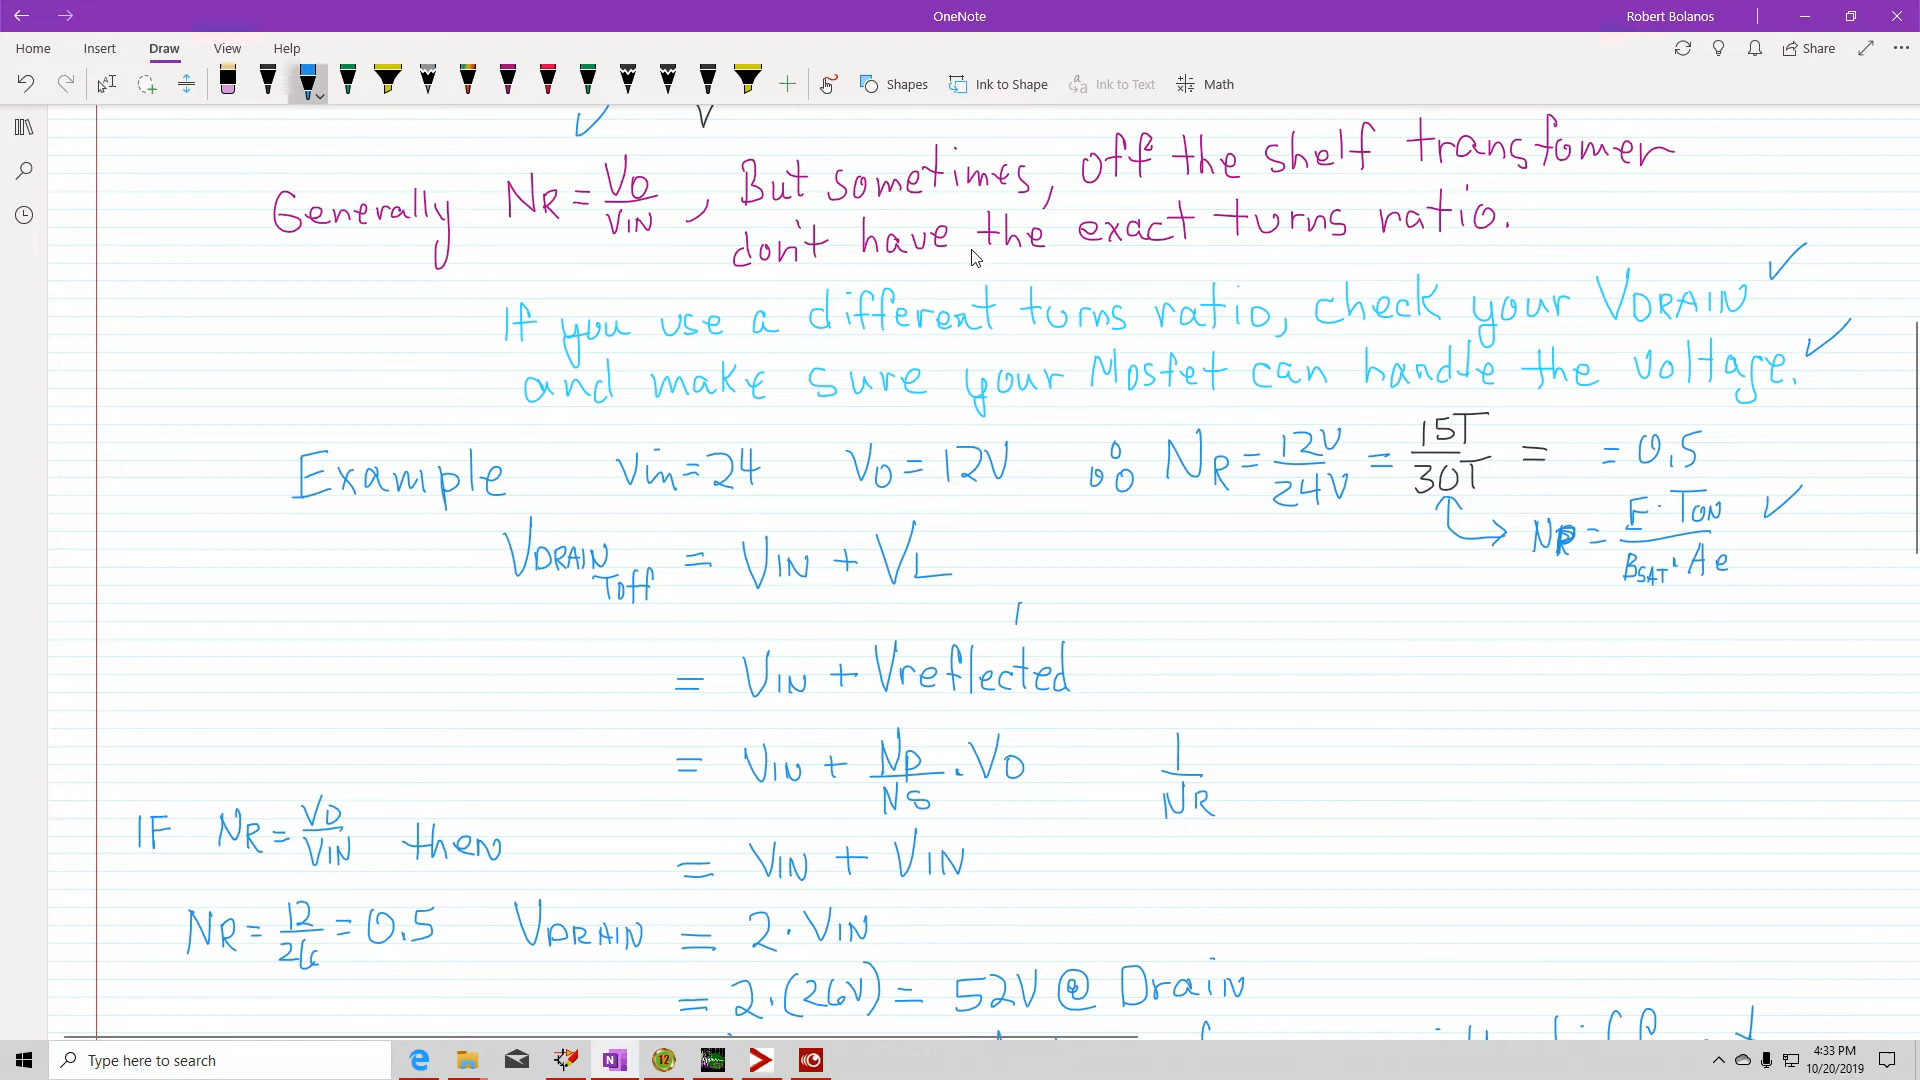 OneNote
Robert Bolanos
Home Insert Draw View Help
Share
Shapes Ink to Shape Ink to Text Math
Generally NR = VO/VIN , But sometimes, off the shelf transfomer
don't have the exact turns ratio.
If you use a different turns ratio, check your VDRAIN ✓
and make sure your Mosfet can handle the voltage. ✓
Example Vin = 24 VO = 12V ∴ NR = 12V/24V = 15T/30T = = 0.5
NP = E · TON / BSAT · Ae ✓
VDRAIN Toff = VIN + VL
= VIN + Vreflected
= VIN + NP/NS · VO 1/NR
IF NR = VO/VIN then
= VIN + VIN
NR = 12/26 = 0.5 VDRAIN = 2 · VIN
= 2 · (26V) = 52V @ Drain
Type here to search
12
4:33 PM
10/20/2019